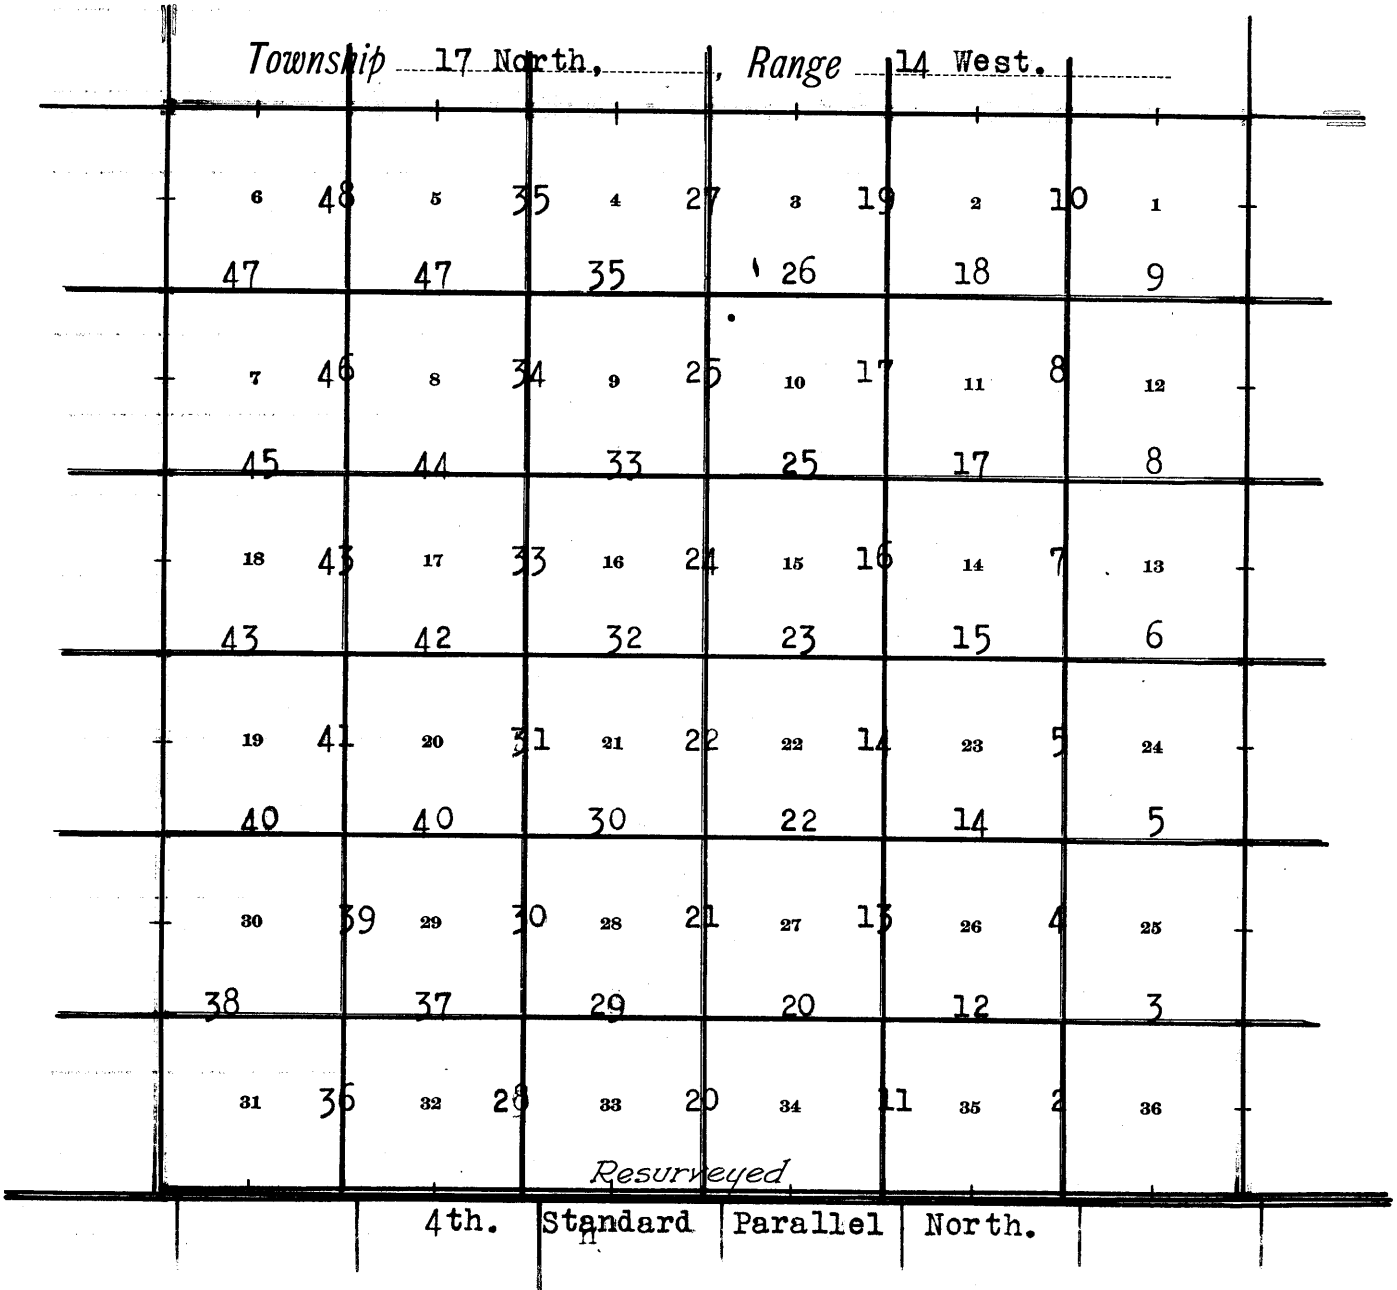 Township 17 North, , Range 14 West.
6 48 5 35 4 27 3 19 2 10 1
47 47 35 26 18 9
7 46 8 34 9 25 10 17 11 8 12
45 44 33 25 17 8
18 43 17 33 16 24 15 16 14 7 13
43 42 32 23 15 6
19 41 20 31 21 22 22 14 23 5 24
40 40 30 22 14 5
30 39 29 30 28 21 27 13 26 4 25
38 37 29 20 12 3
31 36 32 28 33 20 34 11 35 2 36
Resurveyed
4th. Standard Parallel North.
n